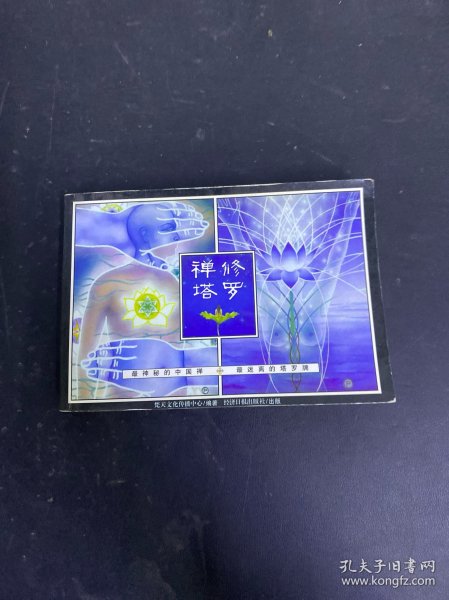 禅修
塔罗
最神秘的中国禅
最迷离的塔罗牌
梵天文化传播中心/编著 经济日报出版社/出版
孔夫子旧书网
www.kongfz.com